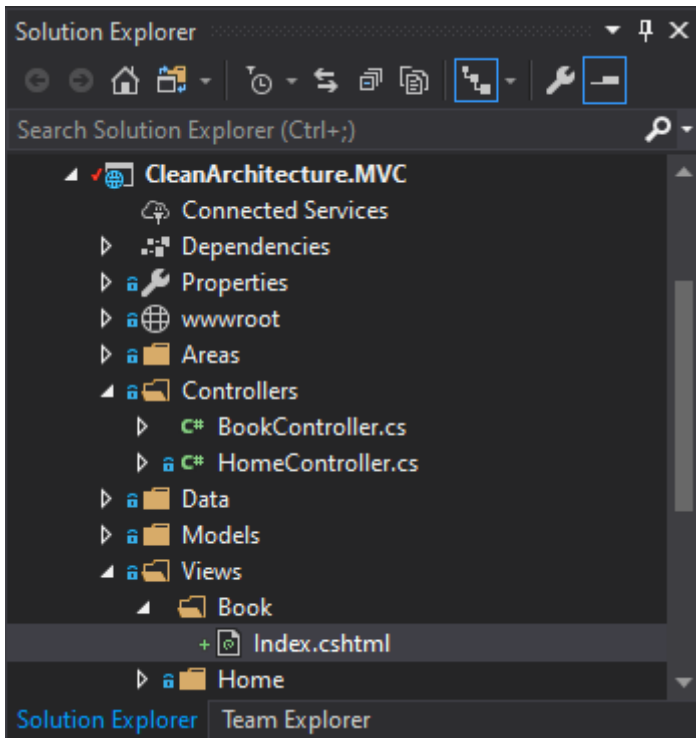 Solution Explorer
Search Solution Explorer (Ctrl+;)
CleanArchitecture.MVC
Connected Services
Dependencies
Properties
wwwroot
Areas
Controllers
C# BookController.cs
C# HomeController.cs
Data
Models
Views
Book
+ Index.cshtml
Home
Solution Explorer Team Explorer